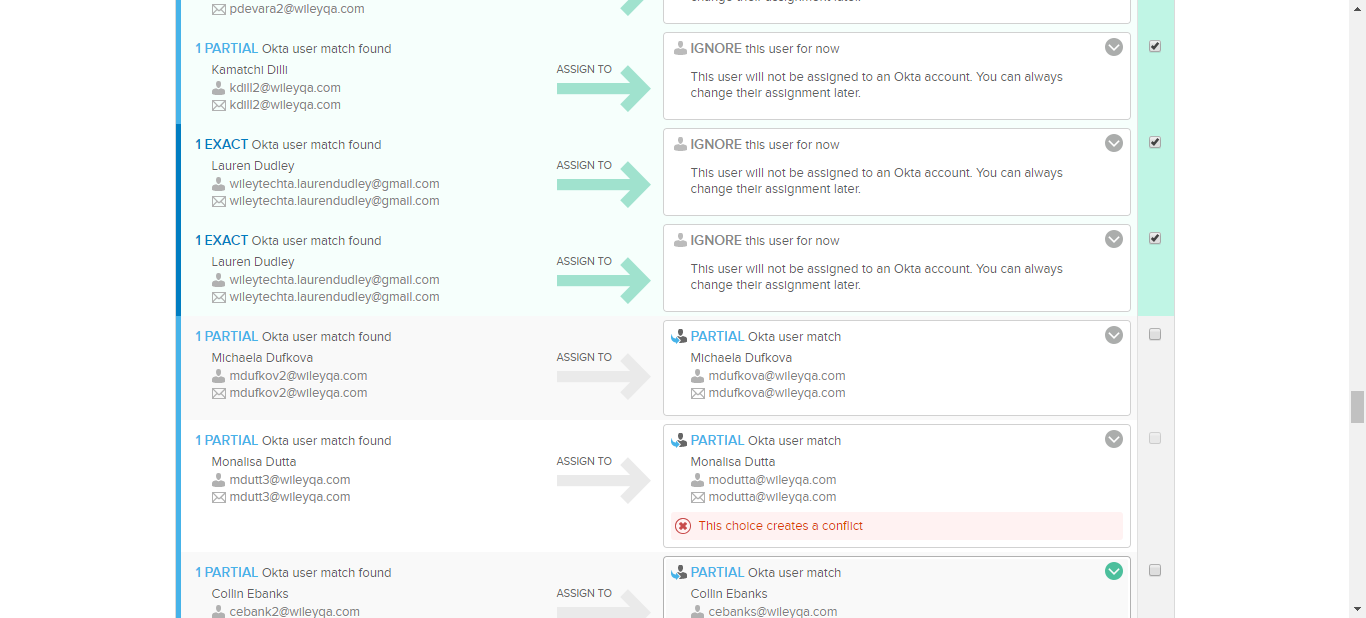 pdevara2@wileyqa.com
change their assignment later.
1 PARTIAL Okta user match found
Kamatchi Dilli
kdill2@wileyqa.com
kdill2@wileyqa.com
ASSIGN TO
IGNORE this user for now
This user will not be assigned to an Okta account. You can always
change their assignment later.
1 EXACT Okta user match found
Lauren Dudley
wileytechta.laurendudley@gmail.com
wileytechta.laurendudley@gmail.com
ASSIGN TO
IGNORE this user for now
This user will not be assigned to an Okta account. You can always
change their assignment later.
1 EXACT Okta user match found
Lauren Dudley
wileytechta.laurendudley@gmail.com
wileytechta.laurendudley@gmail.com
ASSIGN TO
IGNORE this user for now
This user will not be assigned to an Okta account. You can always
change their assignment later.
1 PARTIAL Okta user match found
Michaela Dufkova
mdufkov2@wileyqa.com
mdufkov2@wileyqa.com
ASSIGN TO
PARTIAL Okta user match
Michaela Dufkova
mdufkova@wileyqa.com
mdufkova@wileyqa.com
1 PARTIAL Okta user match found
Monalisa Dutta
mdutt3@wileyqa.com
mdutt3@wileyqa.com
ASSIGN TO
PARTIAL Okta user match
Monalisa Dutta
modutta@wileyqa.com
modutta@wileyqa.com
This choice creates a conflict
1 PARTIAL Okta user match found
Collin Ebanks
cebank2@wileyqa.com
ASSIGN TO
PARTIAL Okta user match
Collin Ebanks
cebanks@wileyqa.com